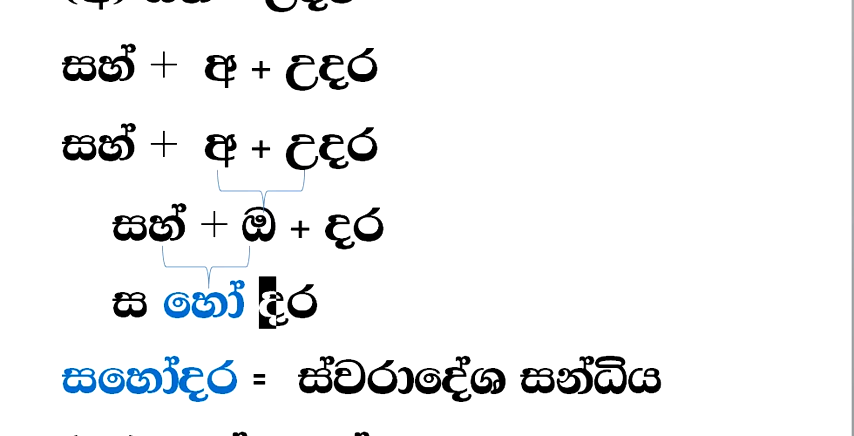 සහ් + අ + උදර
සහ් + අ + උදර
සහ් + ඔ + දර
ස හෝ දර
සහෝදර = ස්වරාදේශ සන්ධිය